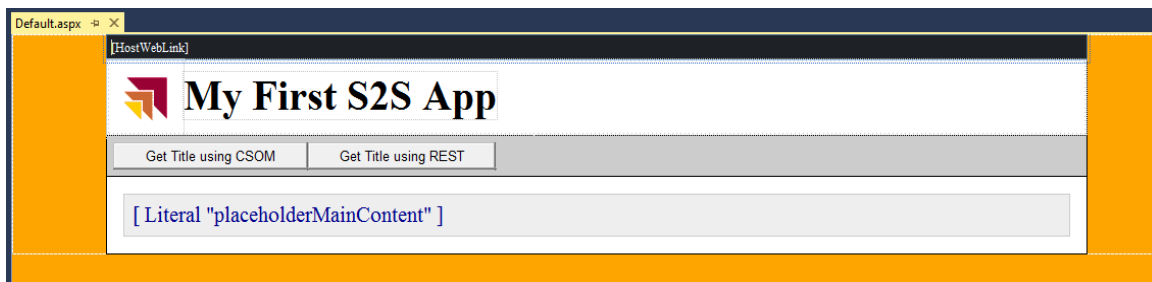 Default.aspx
[HostWebLink]
My First S2S App
Get Title using CSOM Get Title using REST
[ Literal "placeholderMainContent" ]